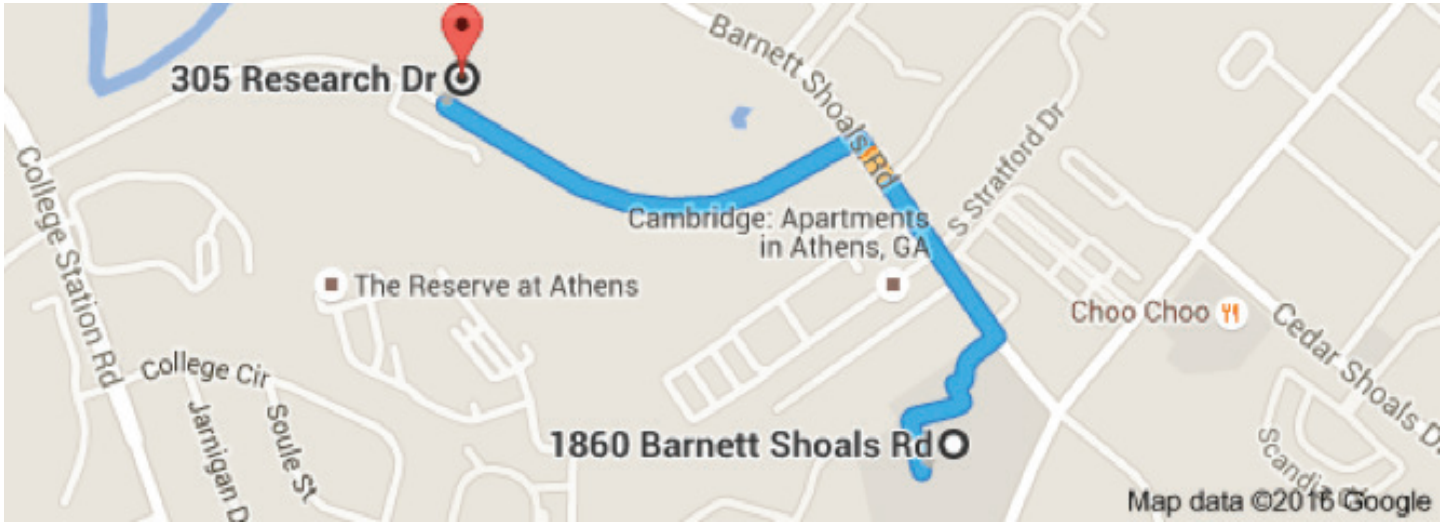 Barnett Shoals Rd
305 Research Dr
College Station Rd
S Stratford Dr
Cambridge: Apartments
in Athens, GA
The Reserve at Athens
Choo Choo
Cedar Shoals D
College Cir
Jarnigan D
Soule St
1860 Barnett Shoals Rd
Map data ©2016 Google